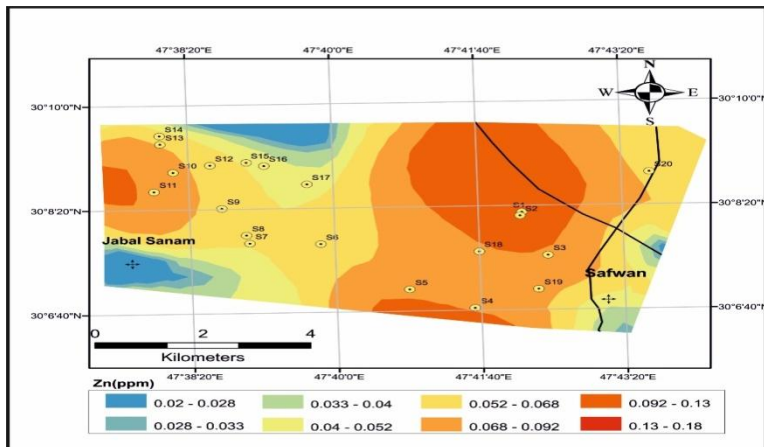 47°38'20"E 47°40'0"E 47°41'40"E 47°43'20"E
N
W E
S
30°10'0"N 30°10'0"N
S14
S13
S15
S12 S16
S10
S20
S17
S11
S9
S1
S2
30°8'20"N 30°8'20"N
S8
S7 S6
Jabal Sanam
S18 S3
Safwan
S5 S19
S4
30°6'40"N 30°6'40"N
0 2 4
Kilometers
47°38'20"E 47°40'0"E 47°41'40"E 47°43'20"E
Zn(ppm)
0.02 - 0.028 0.033 - 0.04 0.052 - 0.068 0.092 - 0.13
0.028 - 0.033 0.04 - 0.052 0.068 - 0.092 0.13 - 0.18